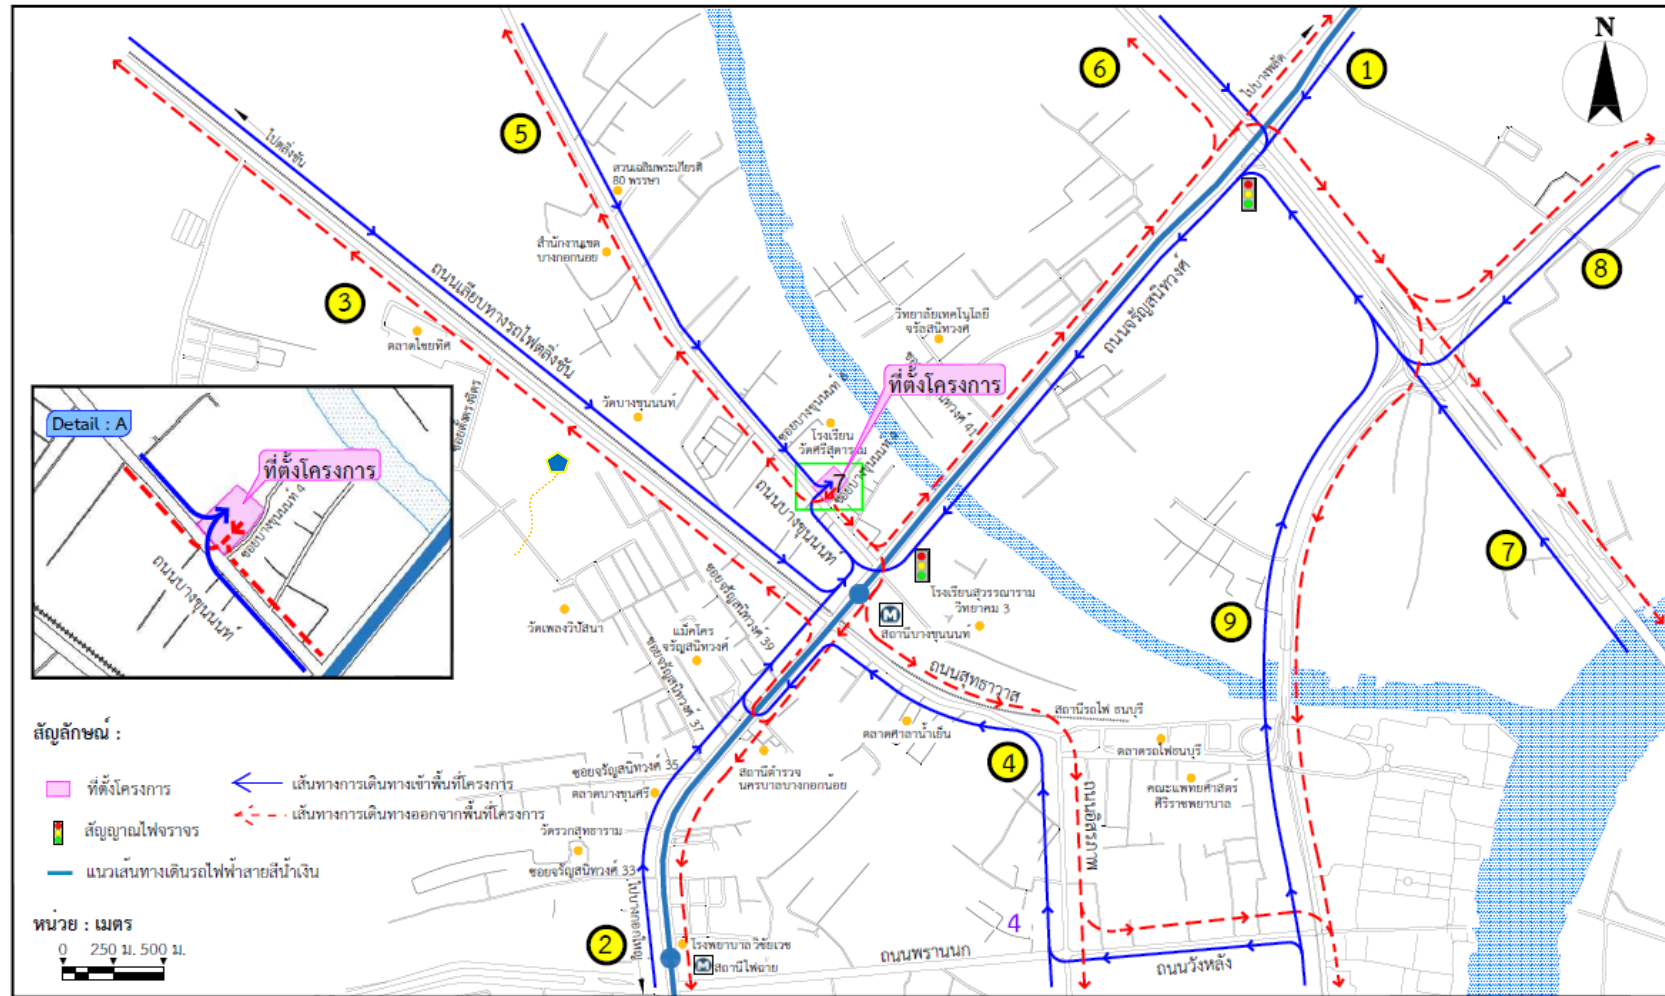 N
6
1
ไปบางพลัด
5
ไปตลิ่งชัน
สวนเฉลิมพระเกียรติ
80 พรรษา
สำนักงานเขต
บางกอกน้อย
3
ถนนเลียบทางรถไฟตลิ่งชัน
ตลาดไชยทิศ
8
ถนนจรัญสนิทวงศ์
วิทยาลัยเทคโนโลยี
จรัลสนิทวงศ์
ที่ตั้งโครงการ
วัดบางขุนนนท์
โรงเรียน
วัดศรีสุดาราม
7
ถนนบางขุนนนท์
Detail : A
ที่ตั้งโครงการ
ซอยบางขุนนนท์ 4
ถนนบางขุนนนท์
7
โรงเรียนสุวรรณาราม
วิทยาคม 3
สถานีบางขุนนนท์
9
วัดเพลงวิปัสนา
ซอยจรัญสนิทวงศ์ 39
แม็คโคร
จรัญสนิทวงศ์
ซอยจรัญสนิทวงศ์ 37
ถนนสุทธาวาส
สถานีรถไฟ ธนบุรี
ตลาดศาลาน้ำเย็น
ตลาดรถไฟธนบุรี
4
คณะแพทยศาสตร์
ศิริราชพยาบาล
ถนนอิสรภาพ
ซอยจรัญสนิทวงศ์ 35
ตลาดบางขุนศรี
สถานีตำรวจ
นครบาลบางกอกน้อย
วัดรวกสุทธาราม
ซอยจรัญสนิทวงศ์ 33
ไปบางกอกใหญ่
4
2
โรงพยาบาลวิชัยเวช
สถานีไฟฉาย
ถนนพรานนก
ถนนวังหลัง
สัญลักษณ์ :
ที่ตั้งโครงการ
เส้นทางการเดินทางเข้าพื้นที่โครงการ
เส้นทางการเดินทางออกจากพื้นที่โครงการ
สัญญาณไฟจราจร
แนวเส้นทางเดินรถไฟฟ้าสายสีน้ำเงิน
หน่วย : เมตร
0 250 ม. 500 ม.